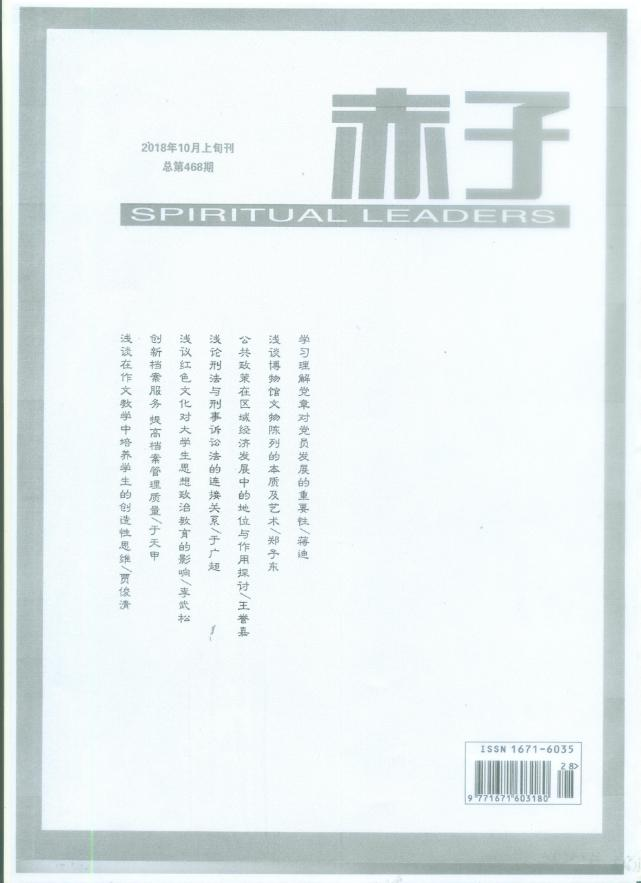 赤子
2018年10月上旬刊
总第468期
SPIRITUAL LEADERS
学习理解党章对党员发展的重要性/蒋迪
浅谈博物馆文物陈列的本质及艺术/郑予东
公共政策在区域经济发展中的地位与作用探讨/王誉嘉
浅论刑法与刑事诉讼法的连接关系/于广超
浅议红色文化对大学生思想政治教育的影响/李武松
创新档案服务 提高档案管理质量/于天甲
浅谈在作文教学中培养学生的创造性思维/贾俊清
ISSN 1671-6035
28>
9 771671 603180